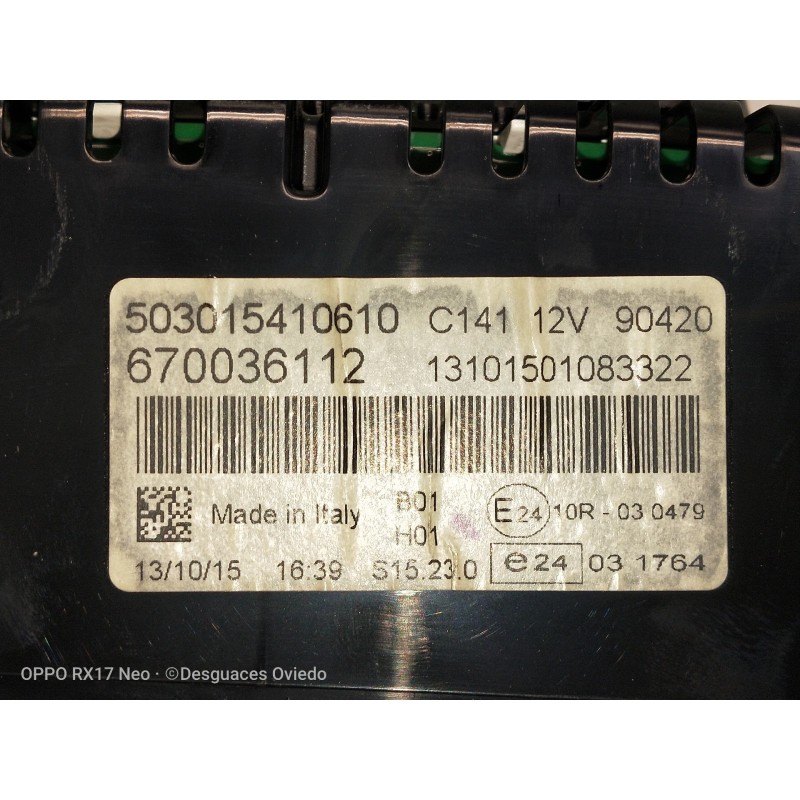 503015410610 C141 12V 90420
670036112 13101501083322
Made in Italy B01 E24 10R - 03 0479
H01
13/10/15 16:39 S15.23.0 e24 03 1764
OPPO RX17 Neo · ©Desguaces Oviedo